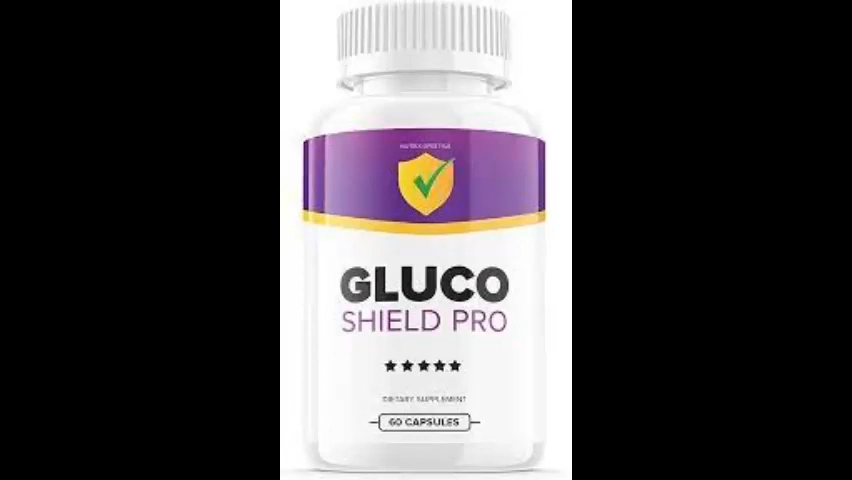 GLUCO
SHIELD PRO
DIETARY SUPPLEMENT
60 CAPSULES